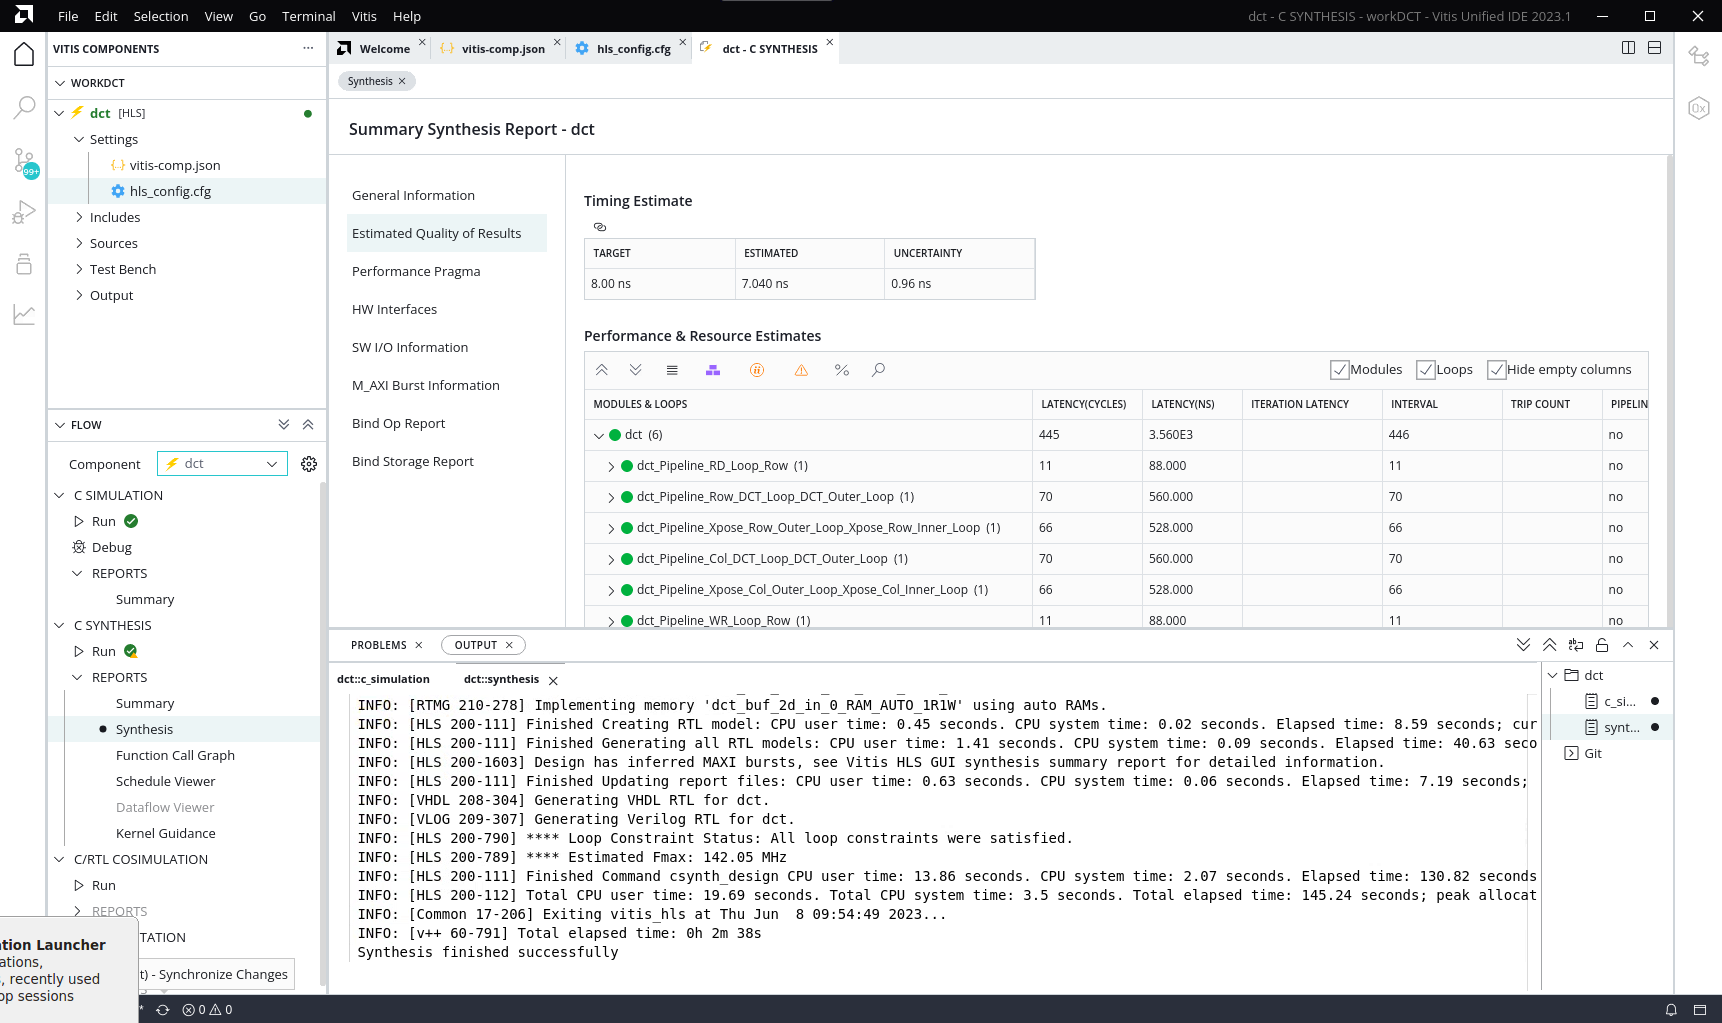 File Edit Selection View Go Terminal Vitis Help
dct - C SYNTHESIS - workDCT - Vitis Unified IDE 2023.1
VITIS COMPONENTS
WORKDCT
dct [HLS]
Settings
vitis-comp.json
hls_config.cfg
Includes
Sources
Test Bench
Output
99+
FLOW
Component dct
C SIMULATION
Run
Debug
REPORTS
Summary
C SYNTHESIS
Run
REPORTS
Summary
Synthesis
Function Call Graph
Schedule Viewer
Dataflow Viewer
Kernel Guidance
C/RTL COSIMULATION
Run
REPORTS
TATION
tion Launcher
ations,
, recently used
op sessions
t) - Synchronize Changes
Welcome vitis-comp.json hls_config.cfg dct - C SYNTHESIS
Synthesis
Summary Synthesis Report - dct
General Information
Estimated Quality of Results
Performance Pragma
HW Interfaces
SW I/O Information
M_AXI Burst Information
Bind Op Report
Bind Storage Report
Timing Estimate
TARGET ESTIMATED UNCERTAINTY
8.00 ns 7.040 ns 0.96 ns
Performance & Resource Estimates
% Modules Loops Hide empty columns
MODULES & LOOPS LATENCY(CYCLES) LATENCY(NS) ITERATION LATENCY INTERVAL TRIP COUNT PIPELIN
dct (6) 445 3.560E3 446 no
dct_Pipeline_RD_Loop_Row (1) 11 88.000 11 no
dct_Pipeline_Row_DCT_Loop_DCT_Outer_Loop (1) 70 560.000 70 no
dct_Pipeline_Xpose_Row_Outer_Loop_Xpose_Row_Inner_Loop (1) 66 528.000 66 no
dct_Pipeline_Col_DCT_Loop_DCT_Outer_Loop (1) 70 560.000 70 no
dct_Pipeline_Xpose_Col_Outer_Loop_Xpose_Col_Inner_Loop (1) 66 528.000 66 no
dct_Pipeline_WR_Loop_Row (1) 11 88.000 11 no
PROBLEMS OUTPUT
dct::c_simulation dct::synthesis
INFO: [RTMG 210-278] Implementing memory 'dct_buf_2d_in_0_RAM_AUTO_1R1W' using auto RAMs.
INFO: [HLS 200-111] Finished Creating RTL model: CPU user time: 0.45 seconds. CPU system time: 0.02 seconds. Elapsed time: 8.59 seconds; cur
INFO: [HLS 200-111] Finished Generating all RTL models: CPU user time: 1.41 seconds. CPU system time: 0.09 seconds. Elapsed time: 40.63 seco
INFO: [HLS 200-1603] Design has inferred MAXI bursts, see Vitis HLS GUI synthesis summary report for detailed information.
INFO: [HLS 200-111] Finished Updating report files: CPU user time: 0.63 seconds. CPU system time: 0.06 seconds. Elapsed time: 7.19 seconds;
INFO: [VHDL 208-304] Generating VHDL RTL for dct.
INFO: [VLOG 209-307] Generating Verilog RTL for dct.
INFO: [HLS 200-790] **** Loop Constraint Status: All loop constraints were satisfied.
INFO: [HLS 200-789] **** Estimated Fmax: 142.05 MHz
INFO: [HLS 200-111] Finished Command csynth_design CPU user time: 13.86 seconds. CPU system time: 2.07 seconds. Elapsed time: 130.82 seconds
INFO: [HLS 200-112] Total CPU user time: 19.69 seconds. Total CPU system time: 3.5 seconds. Total elapsed time: 145.24 seconds; peak allocat
INFO: [Common 17-206] Exiting vitis_hls at Thu Jun  8 09:54:49 2023...
INFO: [v++ 60-791] Total elapsed time: 0h 2m 38s
Synthesis finished successfully
dct
c_si...
synt...
Git
0x
* 0 0